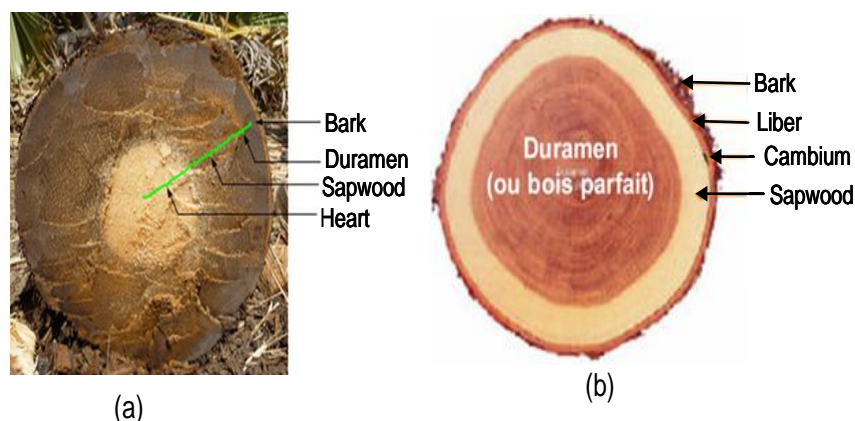 Bark
Duramen
Sapwood
Heart
(a)
Duramen
(ou bois parfait)
Bark
Liber
Cambium
Sapwood
(b)